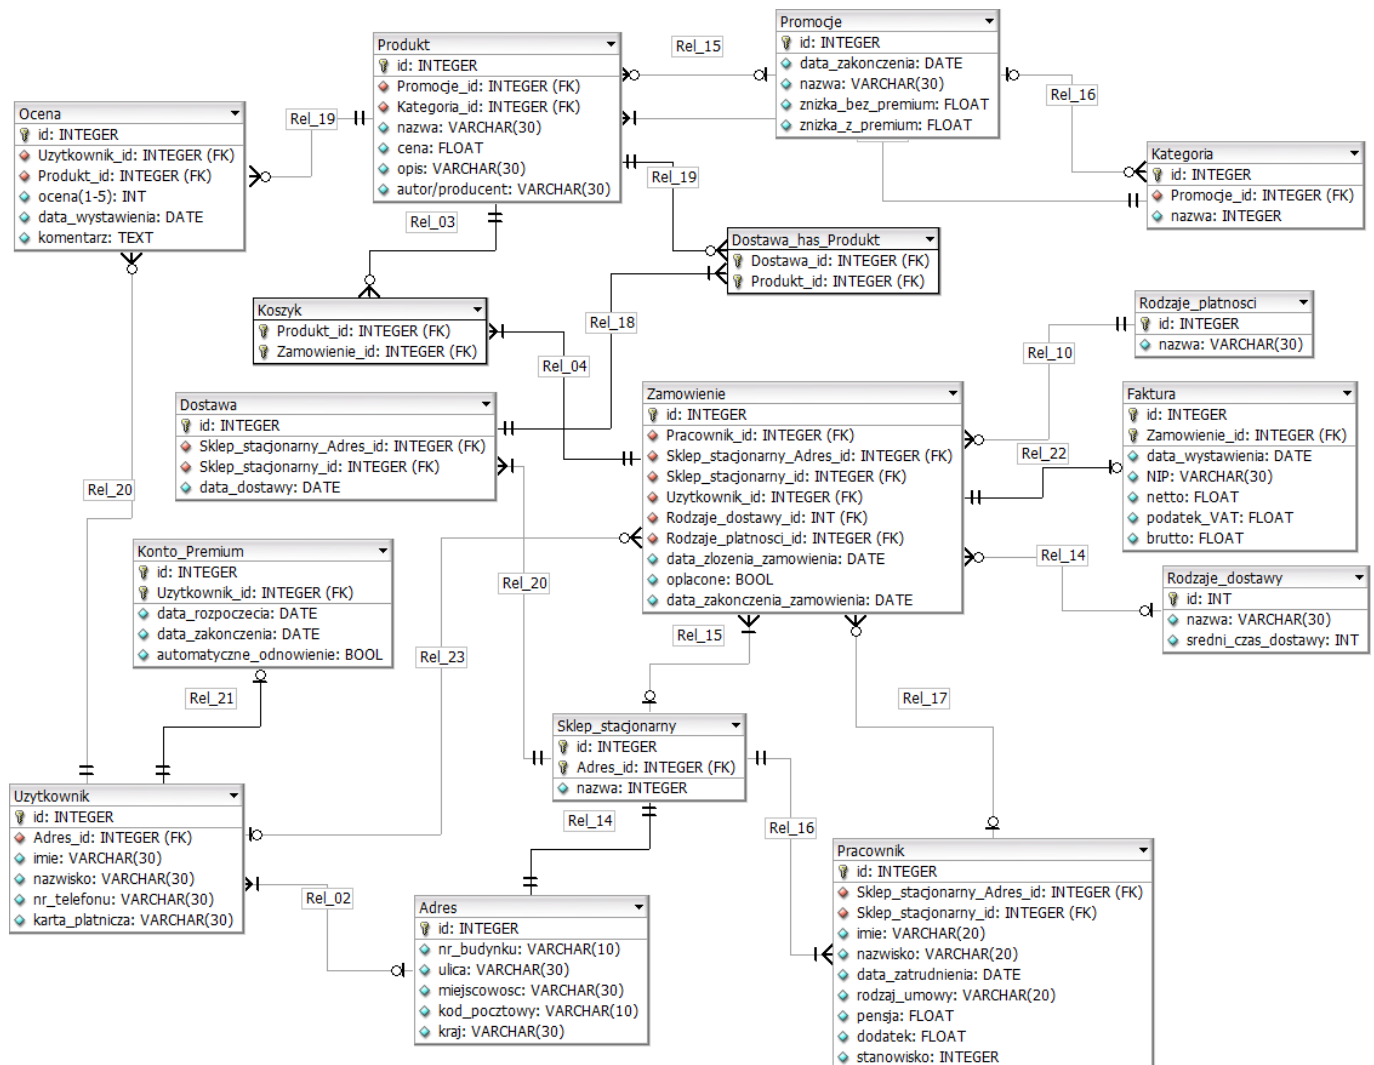 Produkt
id: INTEGER
Promocje_id: INTEGER (FK)
Kategoria_id: INTEGER (FK)
nazwa: VARCHAR(30)
cena: FLOAT
opis: VARCHAR(30)
autor/producent: VARCHAR(30)
Rel_15
Promocje
id: INTEGER
data_zakonczenia: DATE
nazwa: VARCHAR(30)
znizka_bez_premium: FLOAT
znizka_z_premium: FLOAT
Rel_16
Ocena
id: INTEGER
Uzytkownik_id: INTEGER (FK)
Produkt_id: INTEGER (FK)
ocena(1-5): INT
data_wystawienia: DATE
komentarz: TEXT
Rel_19
Rel_19
Rel_03
Kategoria
id: INTEGER
Promocje_id: INTEGER (FK)
nazwa: INTEGER
Dostawa_has_Produkt
Dostawa_id: INTEGER (FK)
Produkt_id: INTEGER (FK)
Koszyk
Produkt_id: INTEGER (FK)
Zamowienie_id: INTEGER (FK)
Rel_18
Rel_04
Rodzaje_platnosci
id: INTEGER
nazwa: VARCHAR(30)
Rel_10
Dostawa
id: INTEGER
Sklep_stacjonarny_Adres_id: INTEGER (FK)
Sklep_stacjonarny_id: INTEGER (FK)
data_dostawy: DATE
Zamowienie
id: INTEGER
Pracownik_id: INTEGER (FK)
Sklep_stacjonarny_Adres_id: INTEGER (FK)
Sklep_stacjonarny_id: INTEGER (FK)
Uzytkownik_id: INTEGER (FK)
Rodzaje_dostawy_id: INT (FK)
Rodzaje_platnosci_id: INTEGER (FK)
data_zlozenia_zamowienia: DATE
oplacone: BOOL
data_zakonczenia_zamowienia: DATE
Rel_22
Faktura
id: INTEGER
Zamowienie_id: INTEGER (FK)
data_wystawienia: DATE
NIP: VARCHAR(30)
netto: FLOAT
podatek_VAT: FLOAT
brutto: FLOAT
Rel_20
Konto_Premium
id: INTEGER
Uzytkownik_id: INTEGER (FK)
data_rozpoczecia: DATE
data_zakonczenia: DATE
automatyczne_odnowienie: BOOL
Rel_20
Rel_14
Rodzaje_dostawy
id: INT
nazwa: VARCHAR(30)
sredni_czas_dostawy: INT
Rel_23
Rel_15
Rel_21
Rel_17
Sklep_stacjonarny
id: INTEGER
Adres_id: INTEGER (FK)
nazwa: INTEGER
Rel_14
Rel_16
Uzytkownik
id: INTEGER
Adres_id: INTEGER (FK)
imie: VARCHAR(30)
nazwisko: VARCHAR(30)
nr_telefonu: VARCHAR(30)
karta_platnicza: VARCHAR(30)
Rel_02
Adres
id: INTEGER
nr_budynku: VARCHAR(10)
ulica: VARCHAR(30)
miejscowosc: VARCHAR(30)
kod_pocztowy: VARCHAR(10)
kraj: VARCHAR(30)
Pracownik
id: INTEGER
Sklep_stacjonarny_Adres_id: INTEGER (FK)
Sklep_stacjonarny_id: INTEGER (FK)
imie: VARCHAR(20)
nazwisko: VARCHAR(20)
data_zatrudnienia: DATE
rodzaj_umowy: VARCHAR(20)
pensja: FLOAT
dodatek: FLOAT
stanowisko: INTEGER